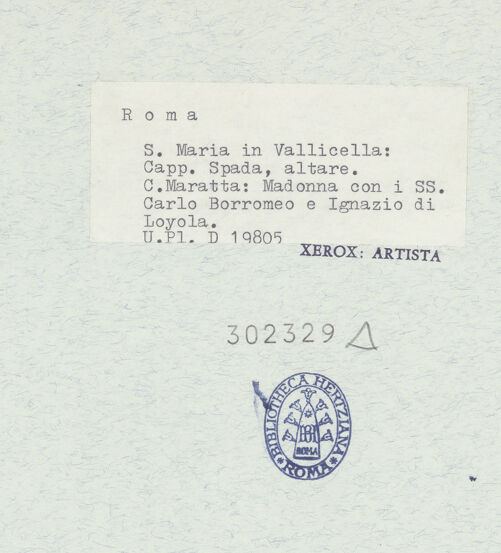 Roma
S. Maria in Vallicella:
Capp. Spada, altare.
C.Maratta: Madonna con i SS.
Carlo Borromeo e Ignazio di
Loyola.
U.Pl. D 19805
XEROX: ARTISTA
302329 △
BIBLIOTHECA HERTZIANA
ROMA
* ROMA *